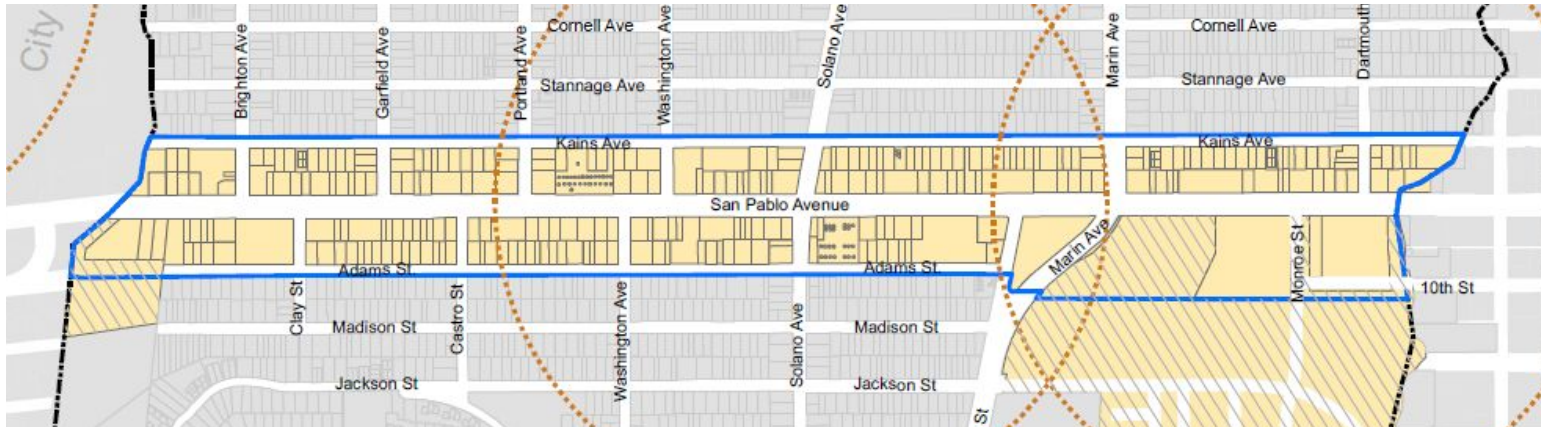 City
Brighton Ave
Garfield Ave
Portland Ave
Cornell Ave
Stannage Ave
Washington Ave
Solano Ave
Marin Ave
Cornell Ave
Stannage Ave
Dartmouth
Kains Ave
Kains Ave
San Pablo Avenue
Adams St.
Adams St.
Marin Ave
Monroe St
10th St
Clay St
Madison St
Castro St
Washington Ave
Solano Ave
Madison St
Jackson St
Jackson St
St